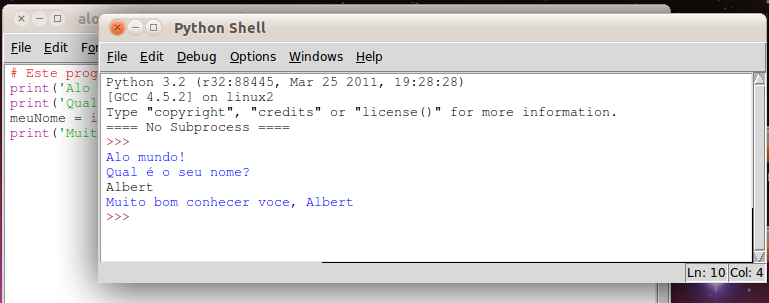 alo
Python Shell
File Edit
File Edit Debug Options Windows Help
# Este prog
print('Alo
print('Qual
meuNome = i
print('Muit
Python 3.2 (r32:88445, Mar 25 2011, 19:28:28)
[GCC 4.5.2] on linux2
Type "copyright", "credits" or "license()" for more information.
==== No Subprocess ====
>>>
Alo mundo!
Qual é o seu nome?
Albert
Muito bom conhecer voce, Albert
>>>
Ln: 10 Col: 4